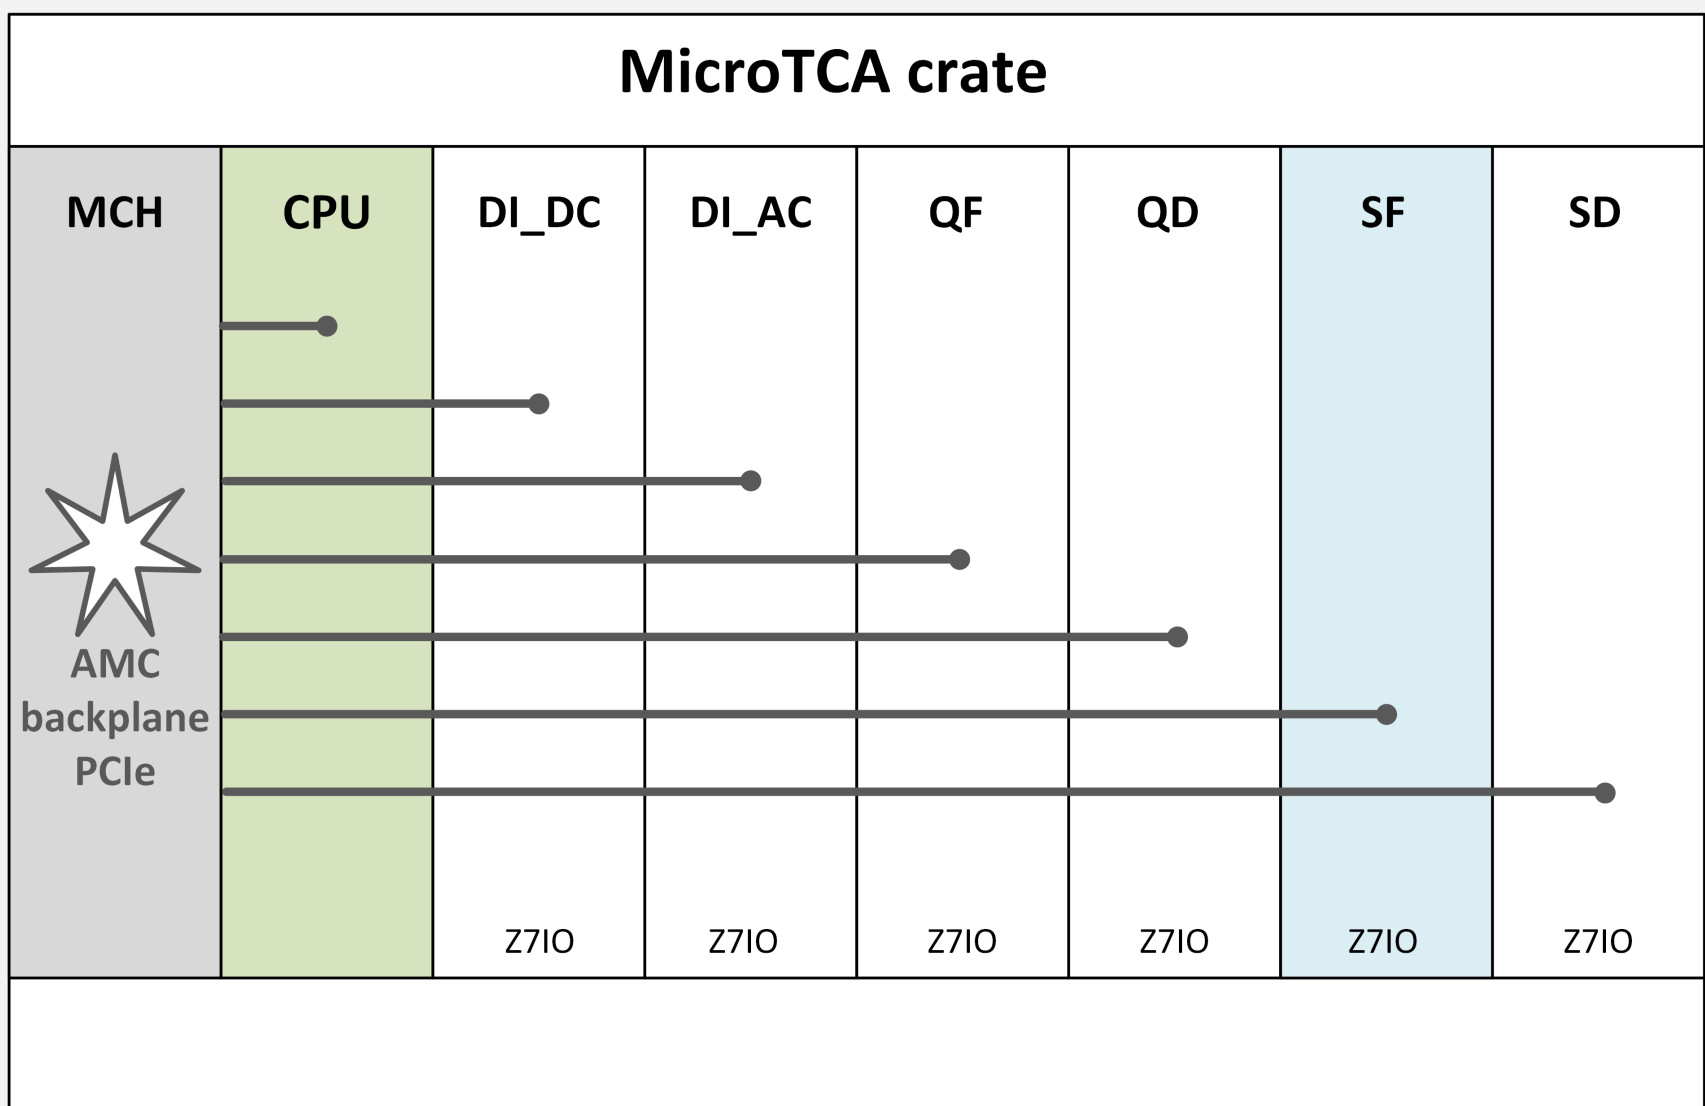 MicroTCA crate
MCH CPU DI_DC DI_AC QF QD SF SD
AMC
backplane
PCIe
Z7IO Z7IO Z7IO Z7IO Z7IO Z7IO